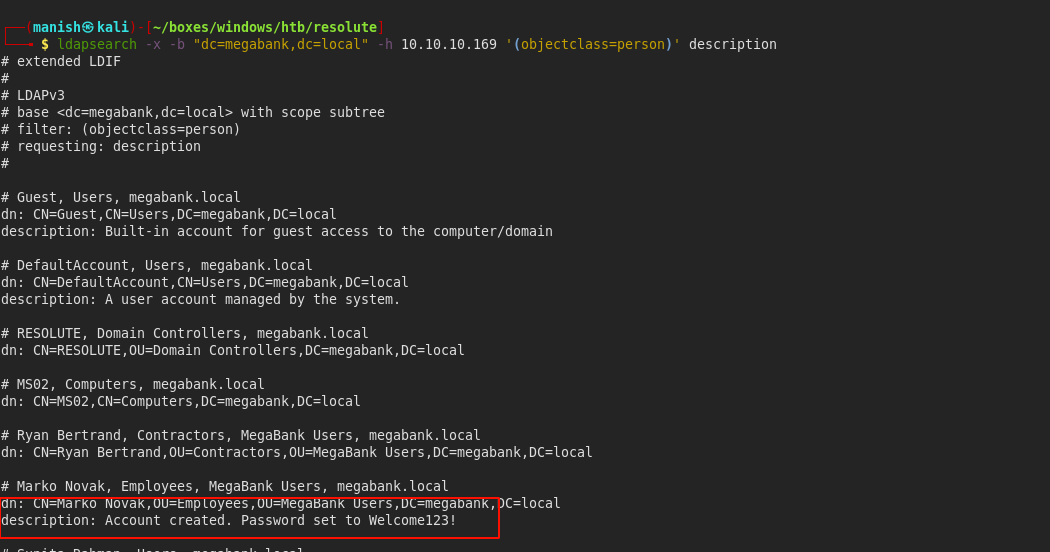 (manish㉿kali)-[~/boxes/windows/htb/resolute]
$ ldapsearch -x -b "dc=megabank,dc=local" -h 10.10.10.169 '(objectclass=person)' description
# extended LDIF
#
# LDAPv3
# base <dc=megabank,dc=local> with scope subtree
# filter: (objectclass=person)
# requesting: description
#
# Guest, Users, megabank.local
dn: CN=Guest,CN=Users,DC=megabank,DC=local
description: Built-in account for guest access to the computer/domain
# DefaultAccount, Users, megabank.local
dn: CN=DefaultAccount,CN=Users,DC=megabank,DC=local
description: A user account managed by the system.
# RESOLUTE, Domain Controllers, megabank.local
dn: CN=RESOLUTE,OU=Domain Controllers,DC=megabank,DC=local
# MS02, Computers, megabank.local
dn: CN=MS02,CN=Computers,DC=megabank,DC=local
# Ryan Bertrand, Contractors, MegaBank Users, megabank.local
dn: CN=Ryan Bertrand,OU=Contractors,OU=MegaBank Users,DC=megabank,DC=local
# Marko Novak, Employees, MegaBank Users, megabank.local
dn: CN=Marko Novak,OU=Employees,OU=MegaBank Users,DC=megabank,DC=local
description: Account created. Password set to Welcome123!